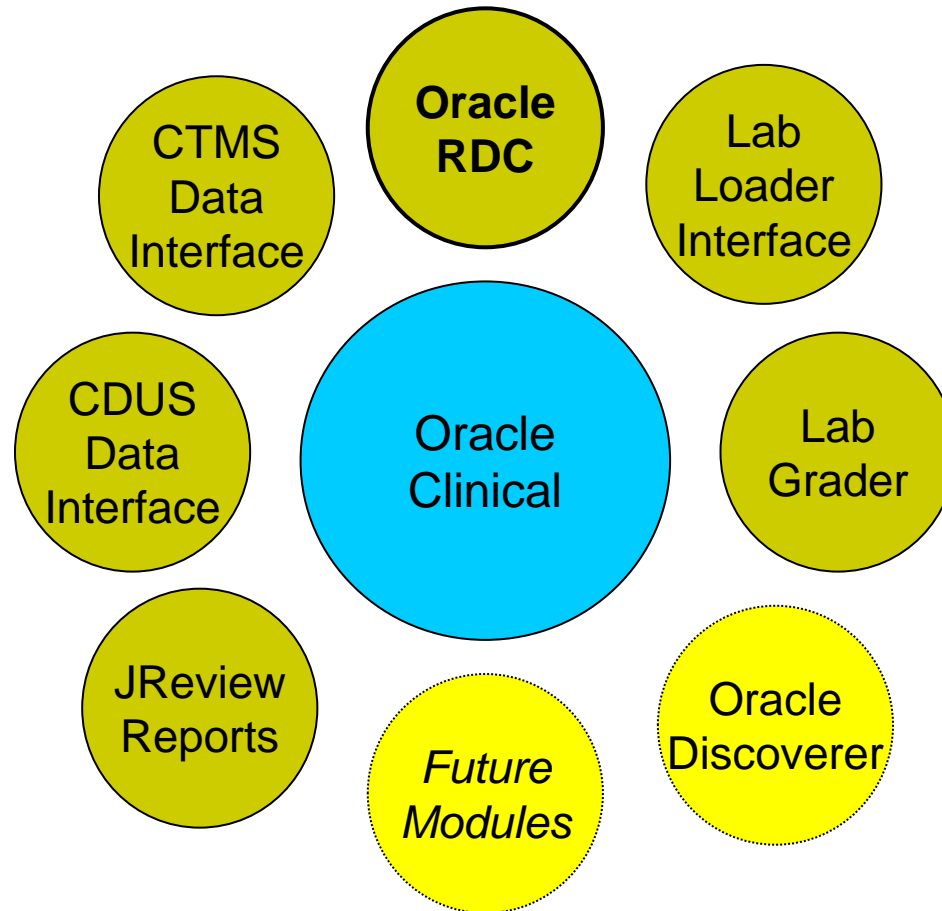 Oracle
RDC
CTMS
Data
Interface
Lab
Loader
Interface
CDUS
Data
Interface
Oracle
Clinical
Lab
Grader
JReview
Reports
Future
Modules
Oracle
Discoverer